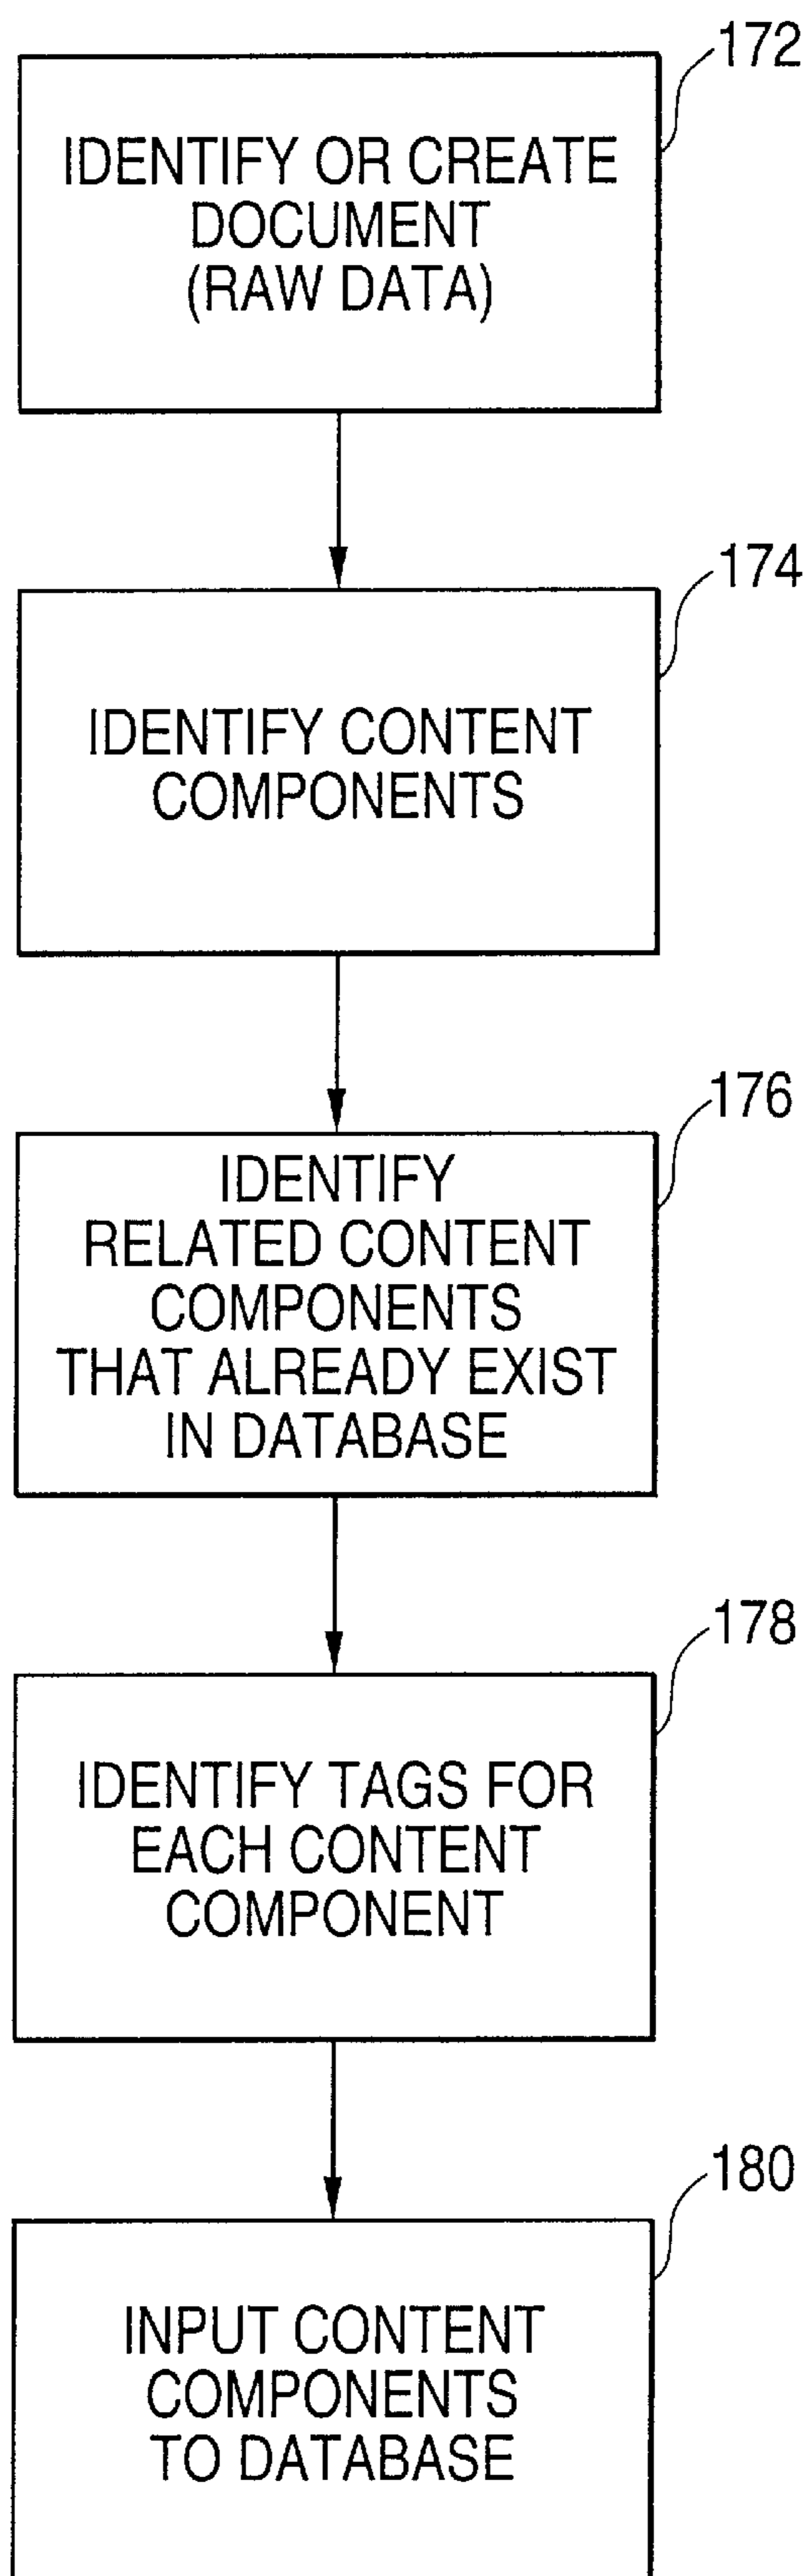 172
IDENTIFY OR CREATE
DOCUMENT
(RAW DATA)
174
IDENTIFY CONTENT
COMPONENTS
176
IDENTIFY
RELATED CONTENT
COMPONENTS
THAT ALREADY EXIST
IN DATABASE
178
IDENTIFY TAGS FOR
EACH CONTENT
COMPONENT
180
INPUT CONTENT
COMPONENTS
TO DATABASE